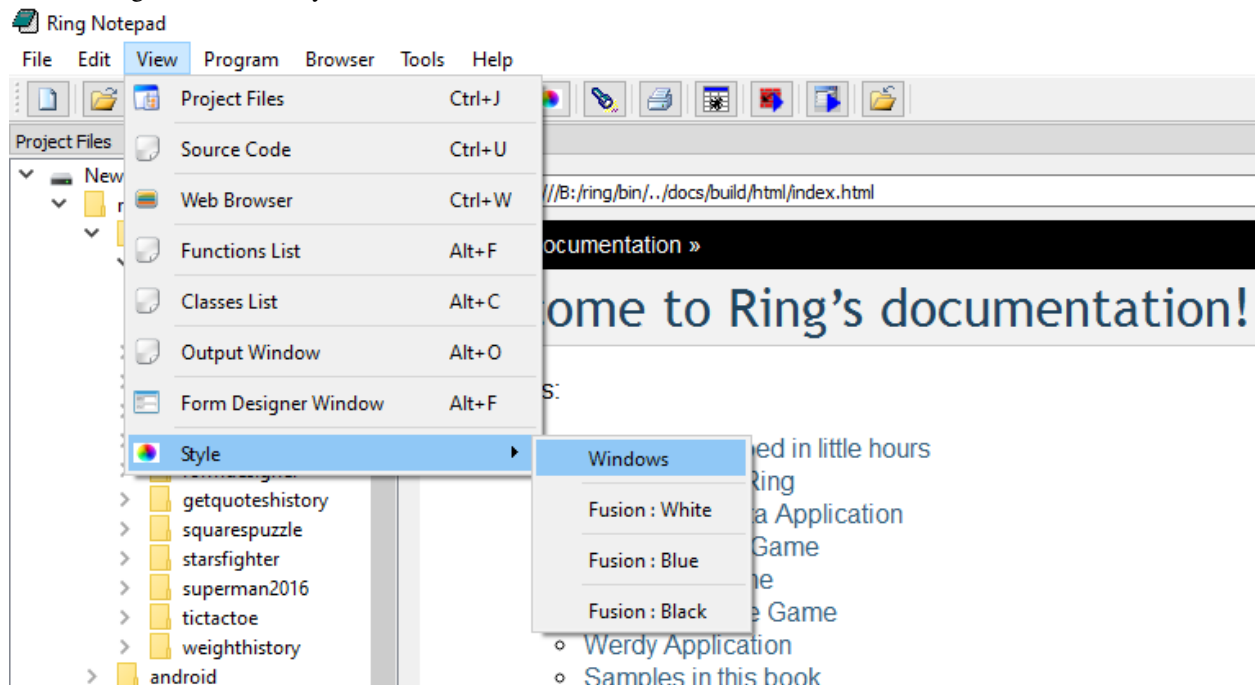 Ring Notepad
File Edit View Program Browser Tools Help
Project Files Ctrl+J
Project Files
Source Code Ctrl+U
New
Web Browser Ctrl+W
///B:/ring/bin/../docs/build/html/index.html
Functions List Alt+F
ocumentation »
Classes List Alt+C
ome to Ring's documentation!
Output Window Alt+O
Form Designer Window Alt+F
s:
Style
Windows
ped in little hours
Ring
getquoteshistory
Fusion : White
ta Application
squarespuzzle
Game
starsfighter
Fusion : Blue
superman2016
Fusion : Black
e Game
tictactoe
weighthistory
Werdy Application
android
Samples in this book